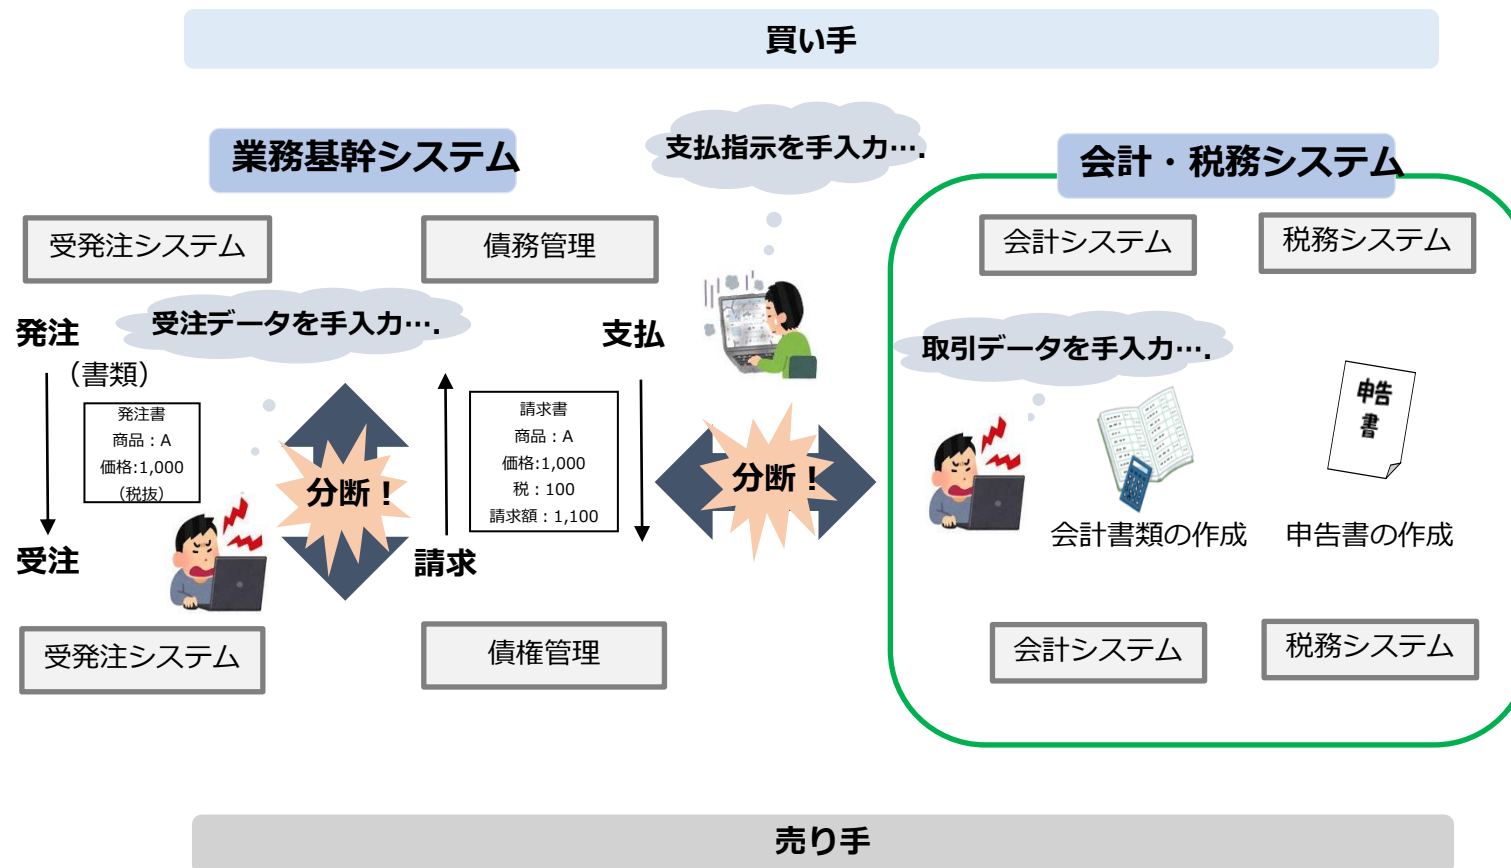 買い手
業務基幹システム
支払指示を手入力….
会計・税務システム
受発注システム
債務管理
会計システム
税務システム
発注
受注データを手入力….
支払
取引データを手入力….
（書類）
発注書
商品：A
価格:1,000
（税抜）
分断！
請求書
商品：A
価格:1,000
税：100
請求額：1,100
分断！
申告
書
受注
請求
会計書類の作成
申告書の作成
受発注システム
債権管理
会計システム
税務システム
売り手